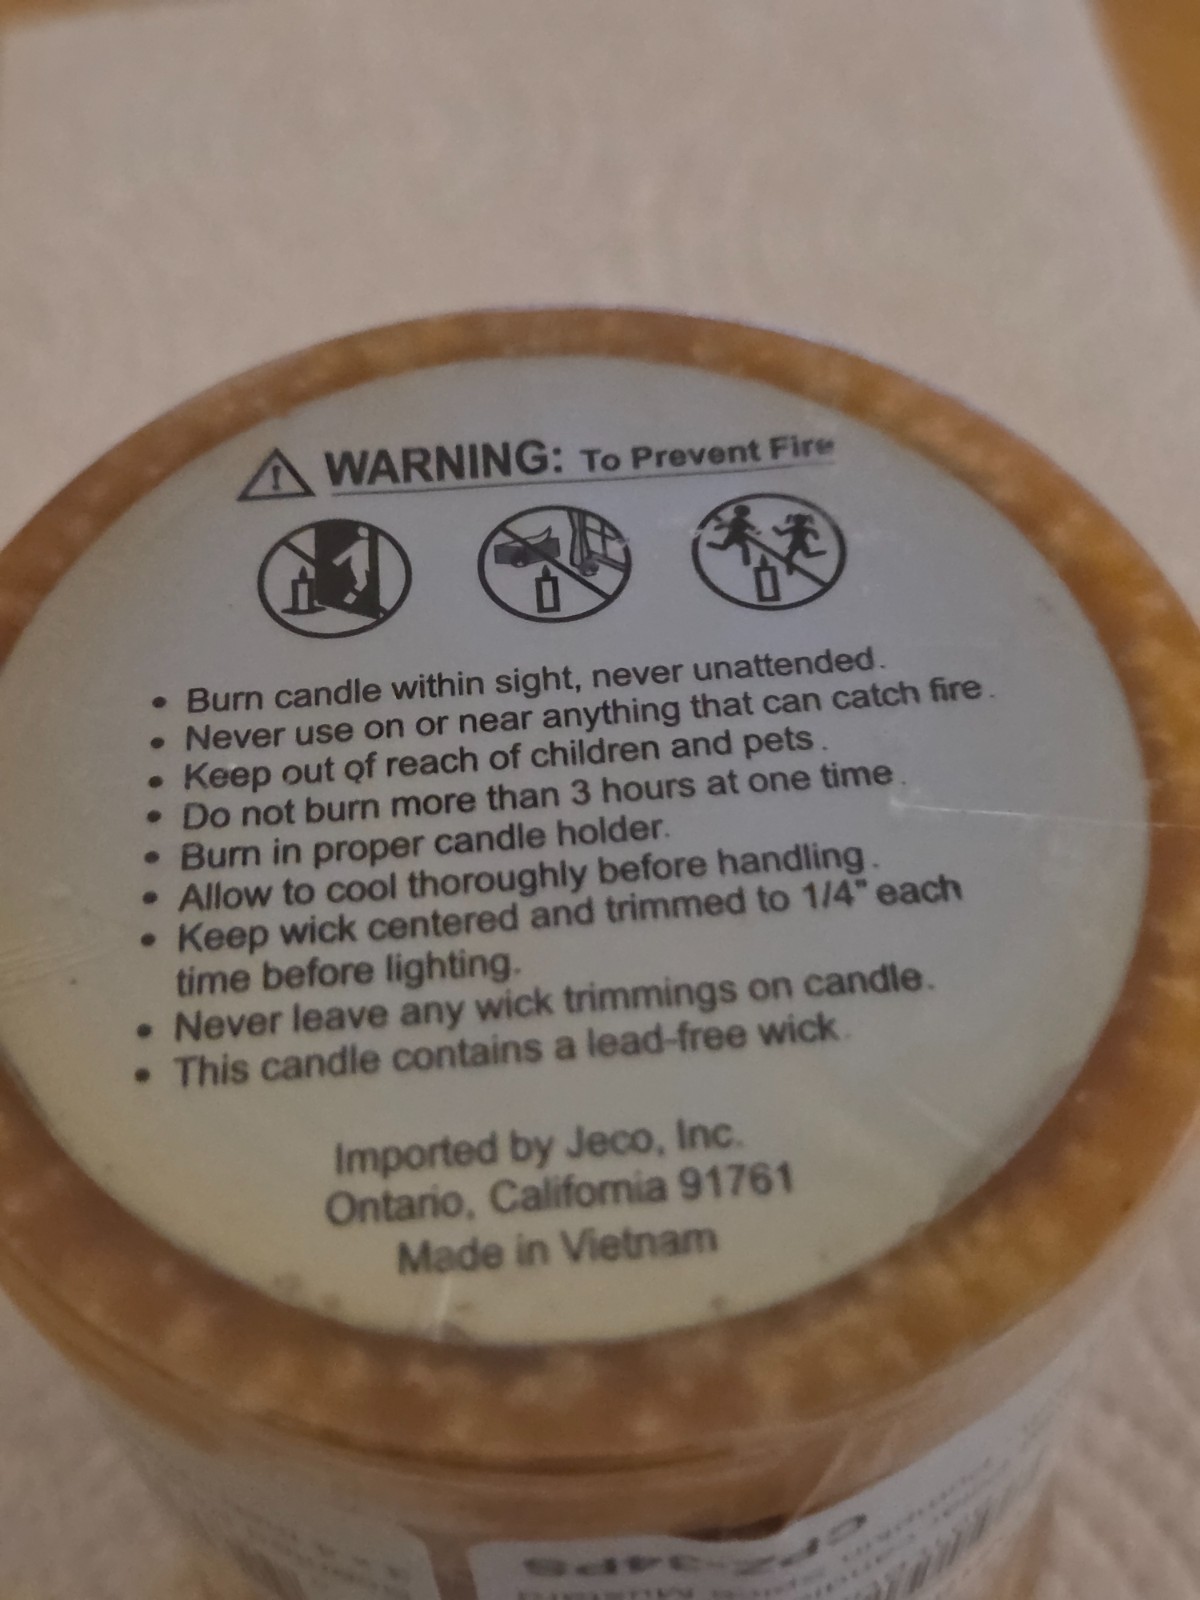 WARNING: To Prevent Fire
• Burn candle within sight, never unattended.
• Never use on or near anything that can catch fire.
• Keep out of reach of children and pets.
• Do not burn more than 3 hours at one time.
• Burn in proper candle holder.
• Allow to cool thoroughly before handling.
• Keep wick centered and trimmed to 1/4" each
time before lighting.
• Never leave any wick trimmings on candle.
• This candle contains a lead-free wick.
Imported by Jeco, Inc.
Ontario, California 91761
Made in Vietnam
CPZ-34PS